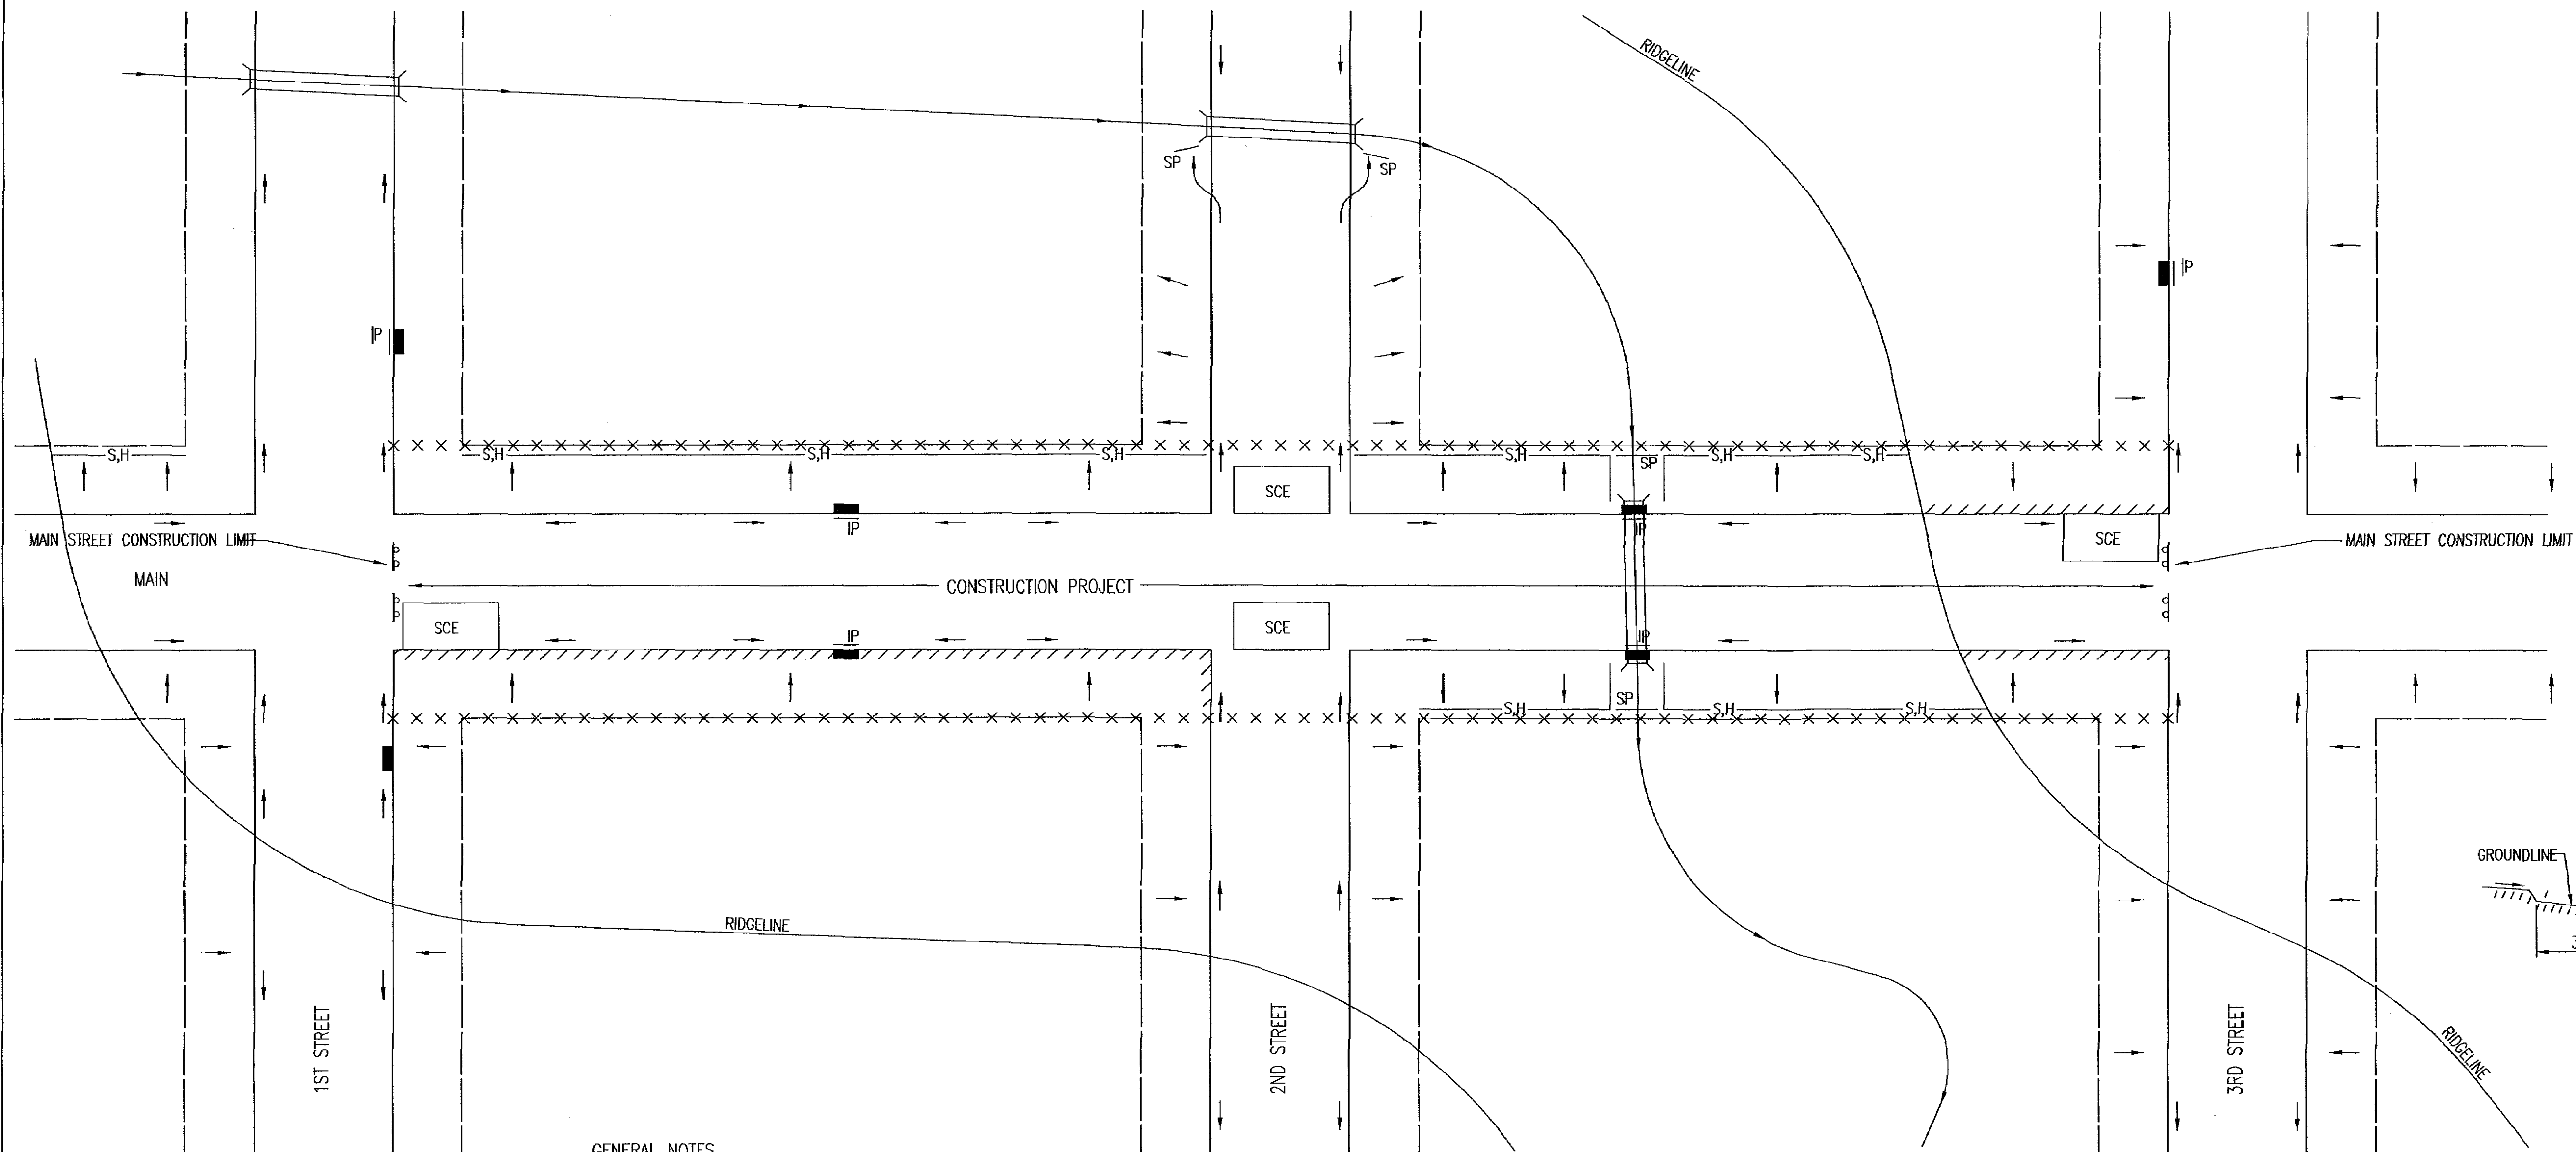 RIDGELINE
SP
SP
IP
IP
S,H
S,H
S,H
S,H
S,H
SP
S,H
S,H
SCE
IP
IP
MAIN STREET CONSTRUCTION LIMIT
SCE
MAIN STREET CONSTRUCTION LIMIT
MAIN
CONSTRUCTION PROJECT
SCE
SCE
IP
IP
S,H
SP
S,H
S,H
GROUNDLINE
RIDGELINE
1ST STREET
2ND STREET
3RD STREET
RIDGELINE
GENERAL NOTES